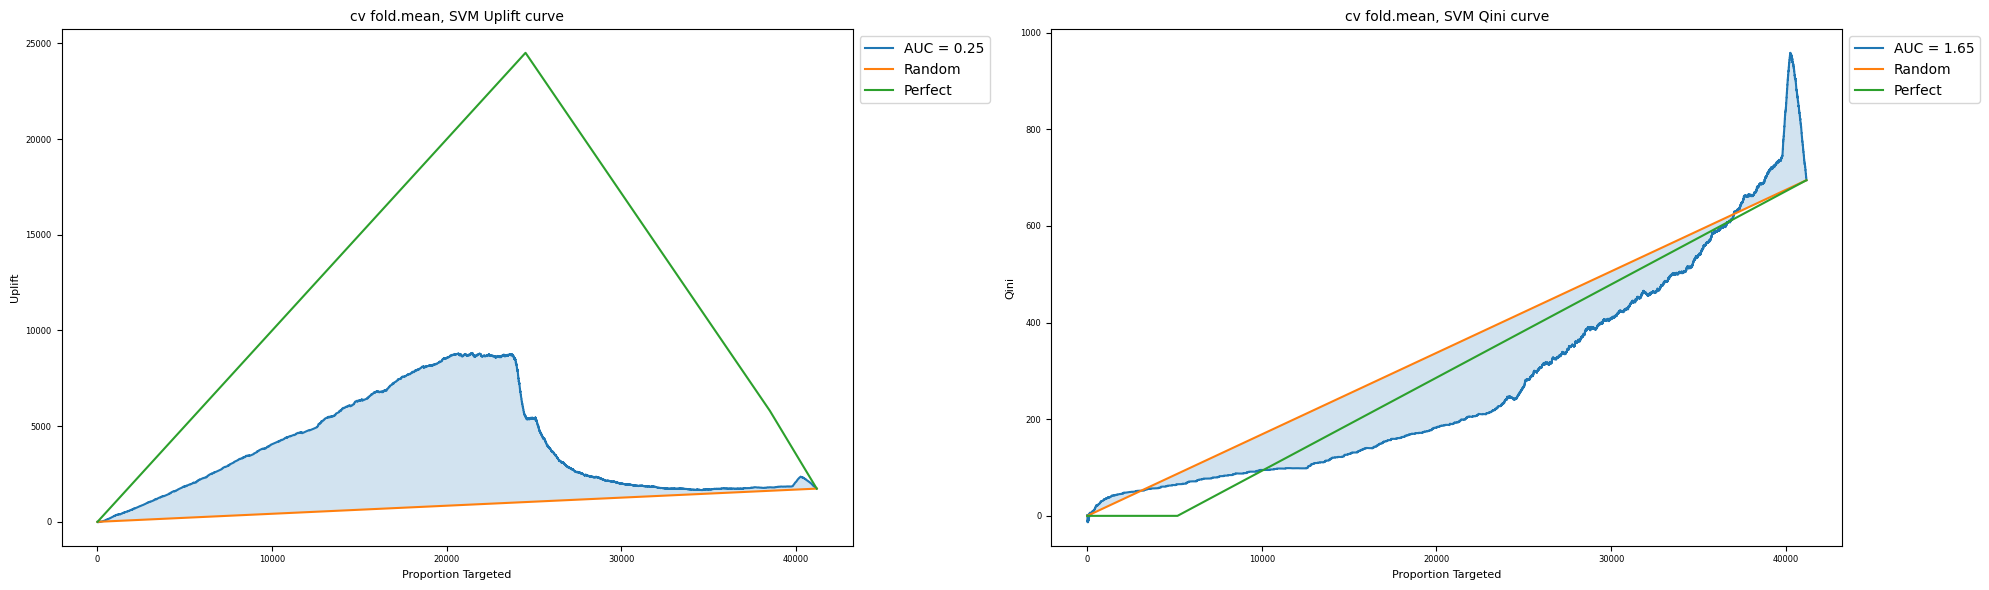 cv fold.mean, SVM Uplift curve
25000
20000
15000
10000
5000
0
Uplift
0 10000 20000 30000 40000
Proportion Targeted
AUC = 0.25
Random
Perfect
cv fold.mean, SVM Qini curve
1000
800
600
400
200
0
Qini
0 10000 20000 30000 40000
Proportion Targeted
AUC = 1.65
Random
Perfect